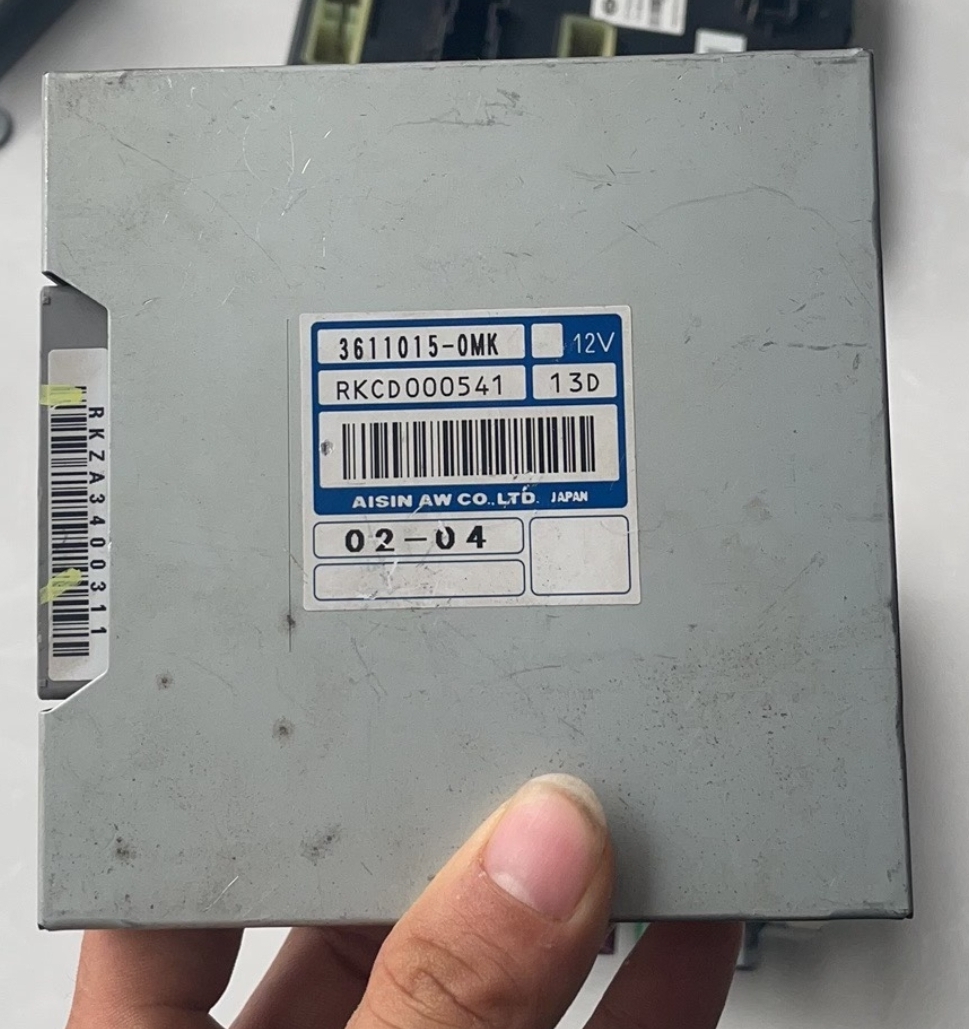 3611015-0MK
12V
RKCD000541
13D
AISIN AW CO.,LTD. JAPAN
02-04
RKZA3400311